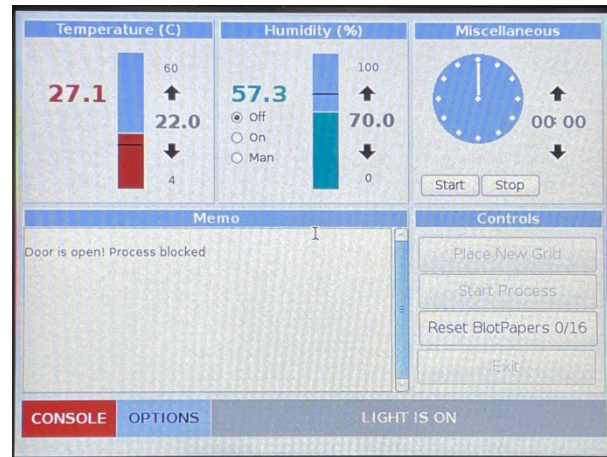 Temperature (C)
60
27.1
22.0
4
Humidity (%)
100
57.3
Off
On
Man
70.0
0
Miscellaneous
00: 00
Start
Stop
Memo
Door is open! Process blocked
Controls
Place New Grid
Start Process
Reset BlotPapers 0/16
Exit
CONSOLE
OPTIONS
LIGHT IS ON